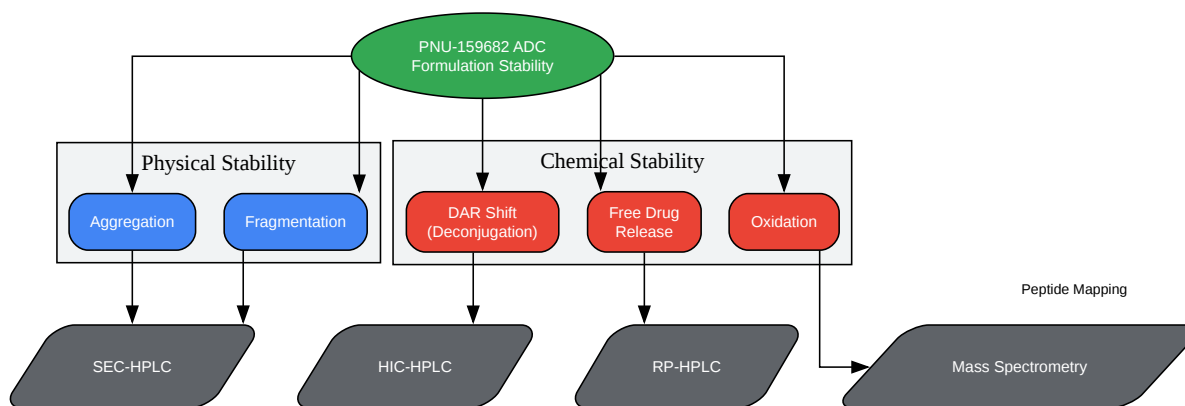 PNU-159682 ADC
Formulation Stability
Physical Stability
Chemical Stability
Aggregation
Fragmentation
DAR Shift
(Deconjugation)
Free Drug
Release
Oxidation
Peptide Mapping
SEC-HPLC
HIC-HPLC
RP-HPLC
Mass Spectrometry